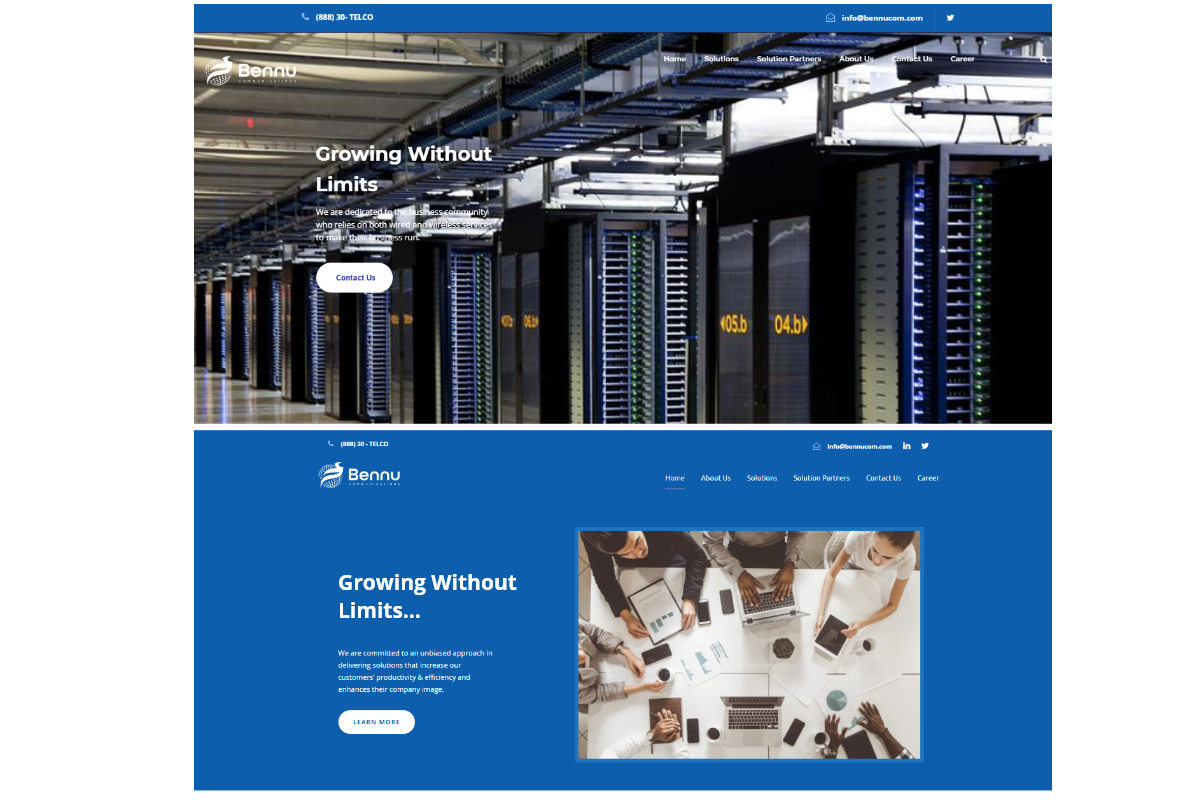 (888) 30- TELCO
info@bennucom.com
Bennu
COMMUNICATIONS
Home Solutions Solution Partners About Us Contact Us Career
Growing Without
Limits
We are dedicated to the business community
who relies on both wired and wireless services
to make their business run.
Contact Us
06.b
05.b
04.b
(888) 30 - TELCO
info@bennucom.com
Bennu
COMMUNICATIONS
Home About Us Solutions Solution Partners Contact Us Career
Growing Without
Limits...
We are committed to an unbiased approach in
delivering solutions that increase our
customers' productivity & efficiency and
enhances their company image.
LEARN MORE